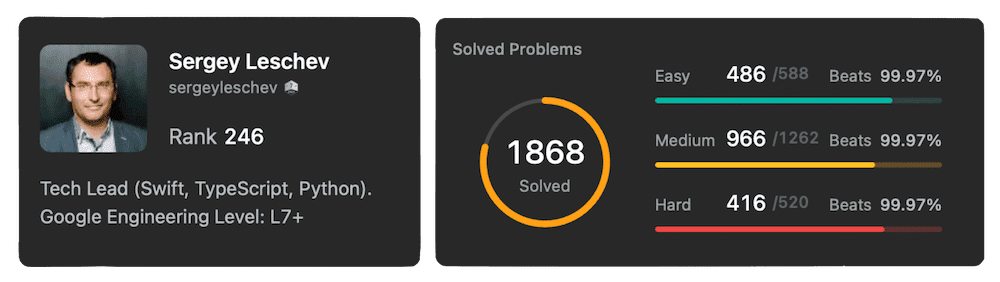 Sergey Leschev
sergeyleschev
Rank 246
Tech Lead (Swift, TypeScript, Python).
Google Engineering Level: L7+
Solved Problems
1868
Solved
Easy 486 /588 Beats 99.97%
Medium 966 /1262 Beats 99.97%
Hard 416 /520 Beats 99.97%